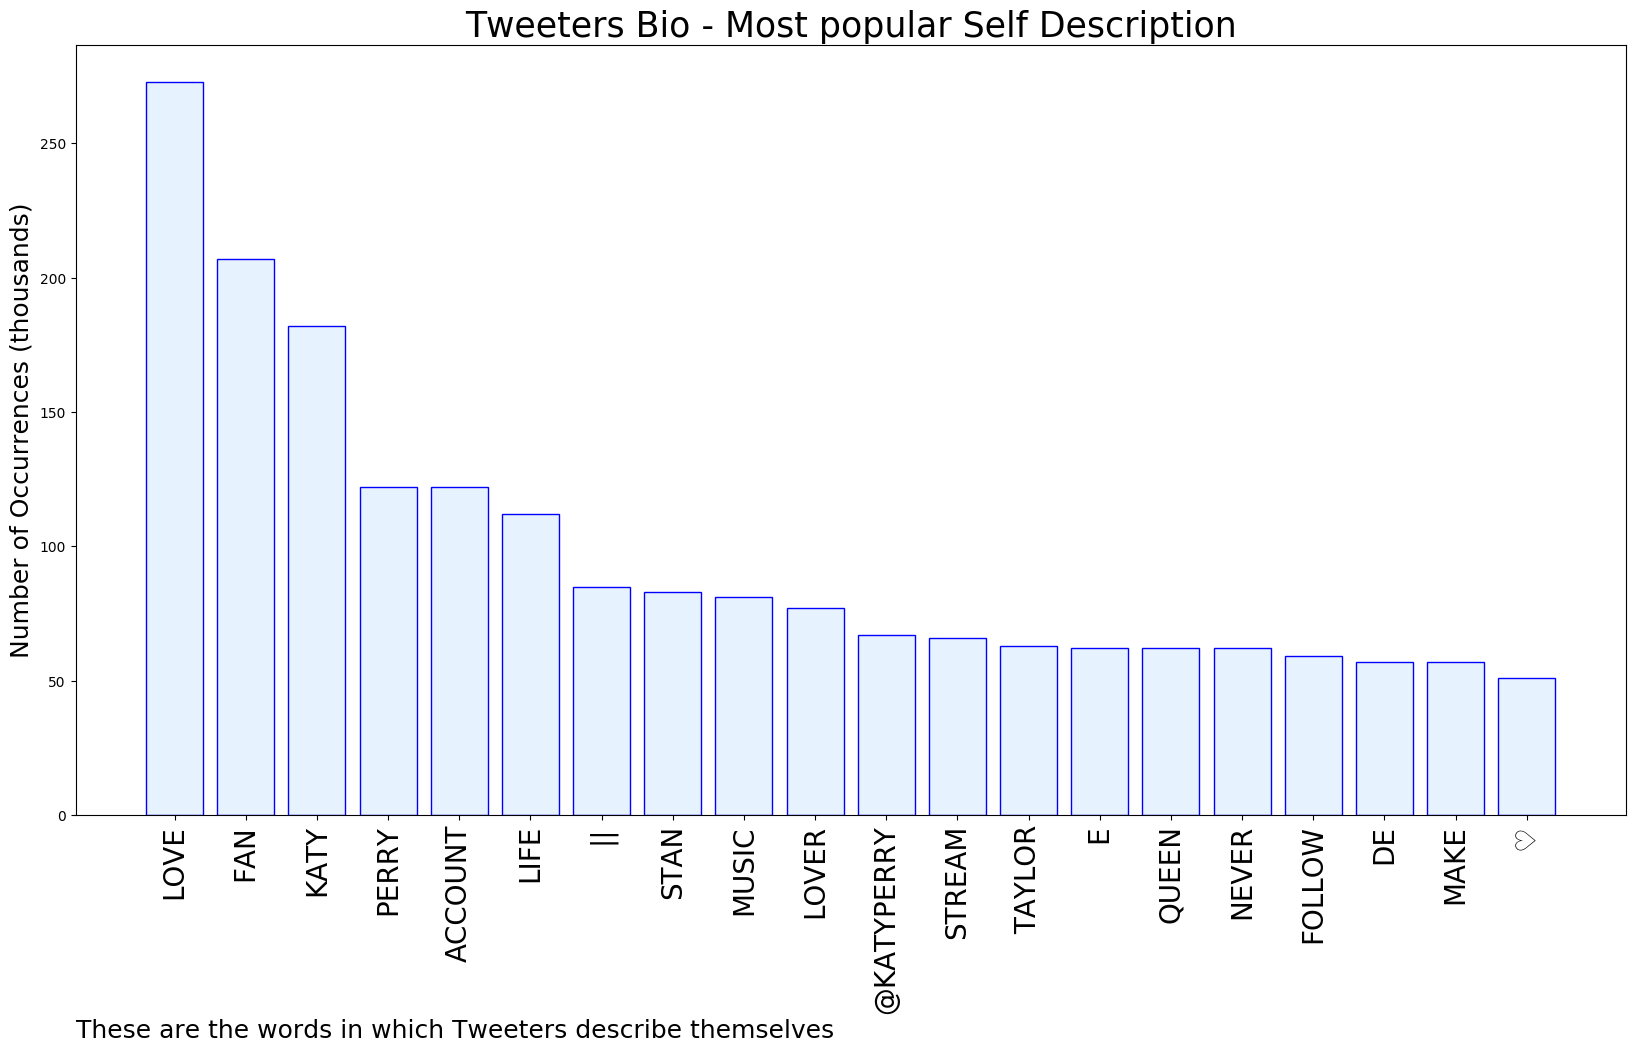 Tweeters Bio - Most popular Self Description
Number of Occurrences (thousands)
250
200
150
100
50
0
LOVE
FAN
KATY
PERRY
ACCOUNT
LIFE
||
STAN
MUSIC
LOVER
@KATYPERRY
STREAM
TAYLOR
E
QUEEN
NEVER
FOLLOW
DE
MAKE
♡
These are the words in which Tweeters describe themselves